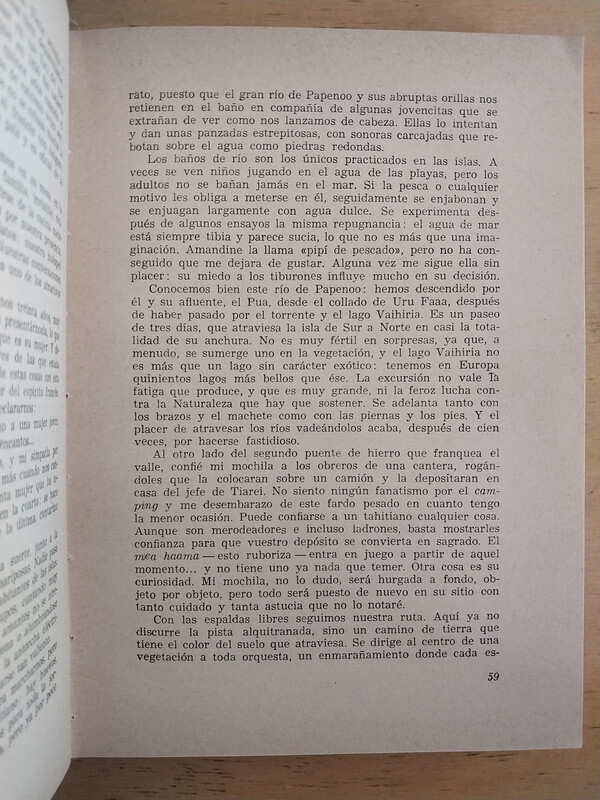 rato, puesto que el gran río de Papenoo y sus abruptas orillas nos
retienen en el baño en compañía de algunas jovencitas que se
extrañan de ver como nos lanzamos de cabeza. Ellas lo intentan
y dan unas panzadas estrepitosas, con sonoras carcajadas que re-
botan sobre el agua como piedras redondas.
Los baños de río son los únicos practicados en las islas. A
veces se ven niños jugando en el agua de las playas, pero los
adultos no se bañan jamás en el mar. Si la pesca o cualquier
motivo les obliga a meterse en él, seguidamente se enjabonan y
se enjuagan largamente con agua dulce. Se experimenta des-
pués de algunos ensayos la misma repugnancia: el agua de mar
está siempre tibia y parece sucia, lo que no es más que una ima-
ginación. Amandine la llama «pipí de pescado», pero no ha con-
seguido que me dejara de gustar. Alguna vez me sigue ella sin
placer: su miedo a los tiburones influye mucho en su decisión.
Conocemos bien este río de Papenoo: hemos descendido por
él y su afluente, el Pua, desde el collado de Uru Faaa, después
de haber pasado por el torrente y el lago Vaihiria. Es un paseo
de tres días, que atraviesa la isla de Sur a Norte en casi la tota-
lidad de su anchura. No es muy fértil en sorpresas, ya que, a
menudo, se sumerge uno en la vegetación, y el lago Vaihiria no
es más que un lago sin carácter exótico: tenemos en Europa
quinientos lagos más bellos que ése. La excursión no vale la
fatiga que produce, y que es muy grande, ni la feroz lucha con-
tra la Naturaleza que hay que sostener. Se adelanta tanto con
los brazos y el machete como con las piernas y los pies. Y el
placer de atravesar los ríos vadeándolos acaba, después de cien
veces, por hacerse fastidioso.
Al otro lado del segundo puente de hierro que franquea el
valle, confié mi mochila a los obreros de una cantera, rogán-
doles que la colocaran sobre un camión y la depositaran en
casa del jefe de Tiarei. No siento ningún fanatismo por el cam-
ping y me desembarazo de este fardo pesado en cuanto tengo
la menor ocasión. Puede confiarse a un tahitiano cualquier cosa.
Aunque son merodeadores e incluso ladrones, basta mostrarles
confianza para que vuestro depósito se convierta en sagrado. El
mea haama — esto ruboriza — entra en juego a partir de aquel
momento... y no tiene uno ya nada que temer. Otra cosa es su
curiosidad. Mi mochila, no lo dudo, será hurgada a fondo, ob-
jeto por objeto, pero todo será puesto de nuevo en su sitio con
tanto cuidado y tanta astucia que no lo notaré.
Con las espaldas libres seguimos nuestra ruta. Aquí ya no
discurre la pista alquitranada, sino un camino de tierra que
tiene el color del suelo que atraviesa. Se dirige al centro de una
vegetación a toda orquesta, un enmarañamiento donde cada es-
59